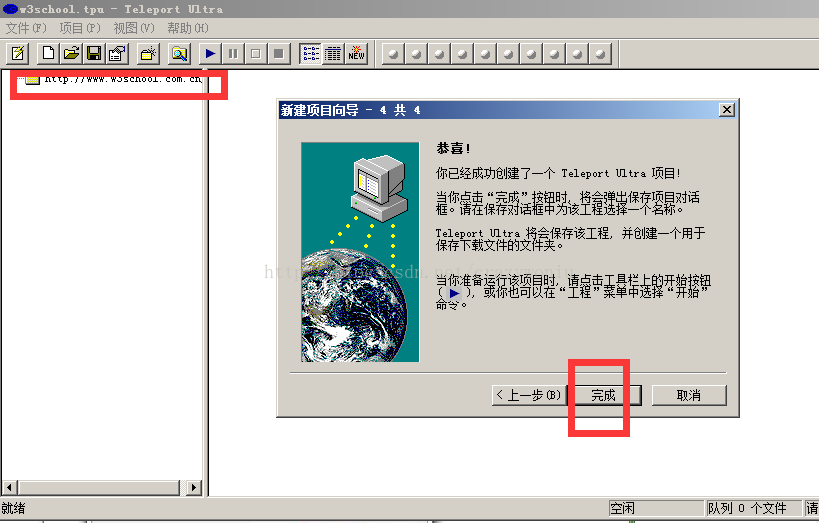 w3school.tpu - Teleport Ultra
文件(F) 项目(P) 视图(V) 帮助(H)
NEW
http://www.w3school.com.cn
新建项目向导 - 4 共 4
恭喜!
你已经成功创建了一个 Teleport Ultra 项目!
当你点击“完成”按钮时，将会弹出保存项目对话
框。请在保存对话框中为该工程选择一个名称。
Teleport Ultra 将会保存该工程，并创建一个用于
保存下载文件的文件夹。
当你准备运行该项目时，请点击工具栏上的开始按钮
( ▶ )，或你也可以在“工程”菜单中选择“开始”
命令。
< 上一步(B) 完成 取消
就绪 空闲 队列 0 个文件 请